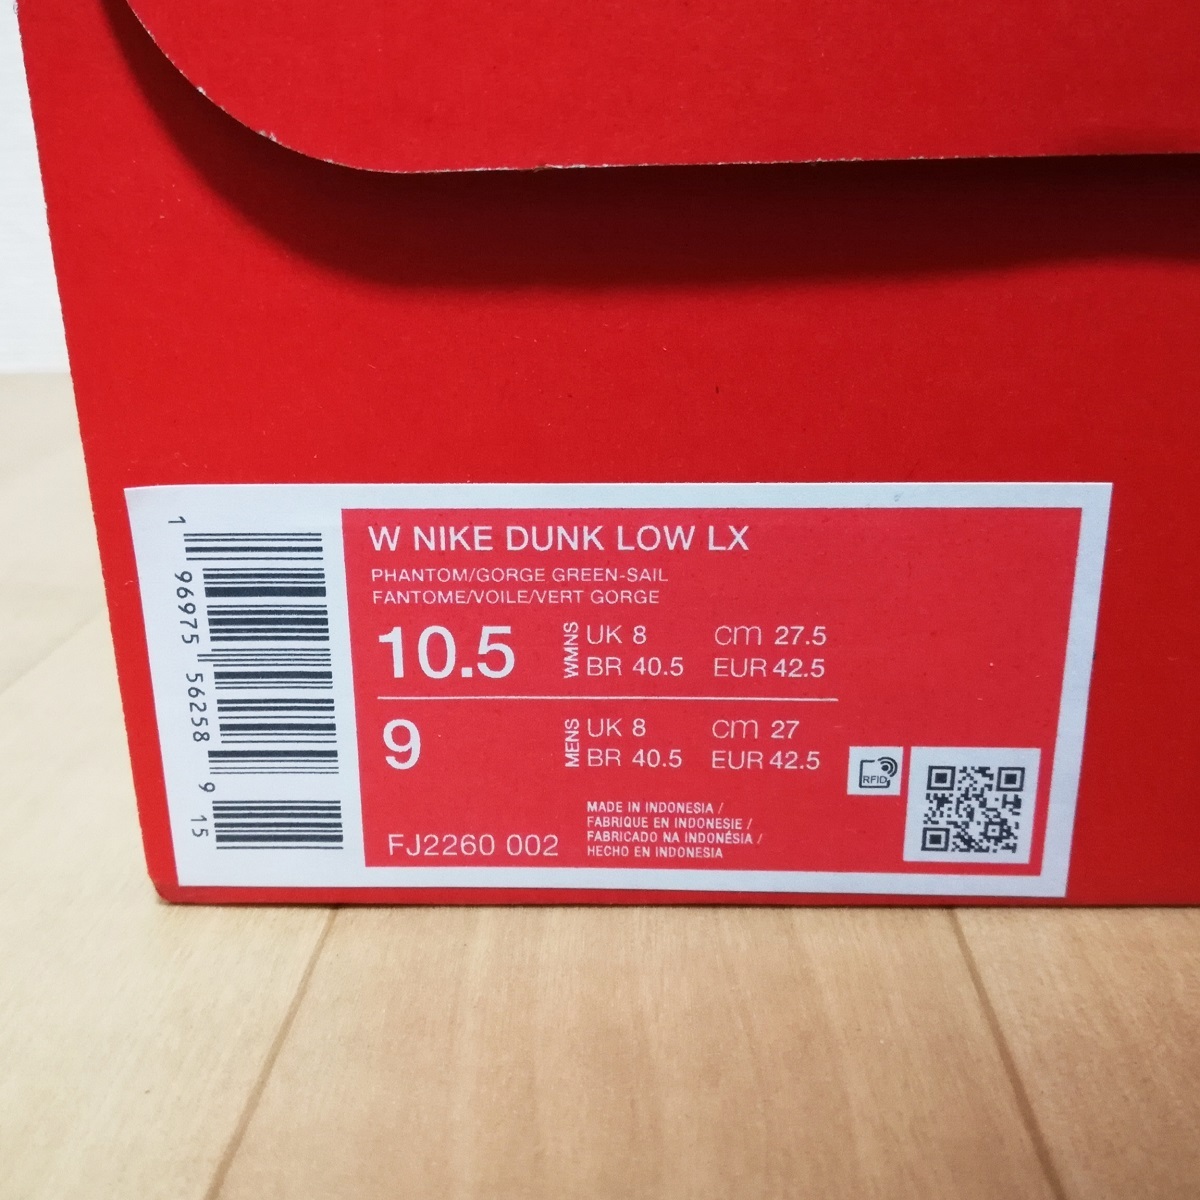 W NIKE DUNK LOW LX
PHANTOM/GORGE GREEN-SAIL
FANTOME/VOILE/VERT GORGE
10.5 WMNS UK 8 cm 27.5
BR 40.5 EUR 42.5
9 MENS UK 8 cm 27
BR 40.5 EUR 42.5
MADE IN INDONESIA /
FABRIQUE EN INDONESIE /
FABRICADO NA INDONÉSIA /
HECHO EN INDONESIA
FJ2260 002
RFID
1 96975 56258 9 15